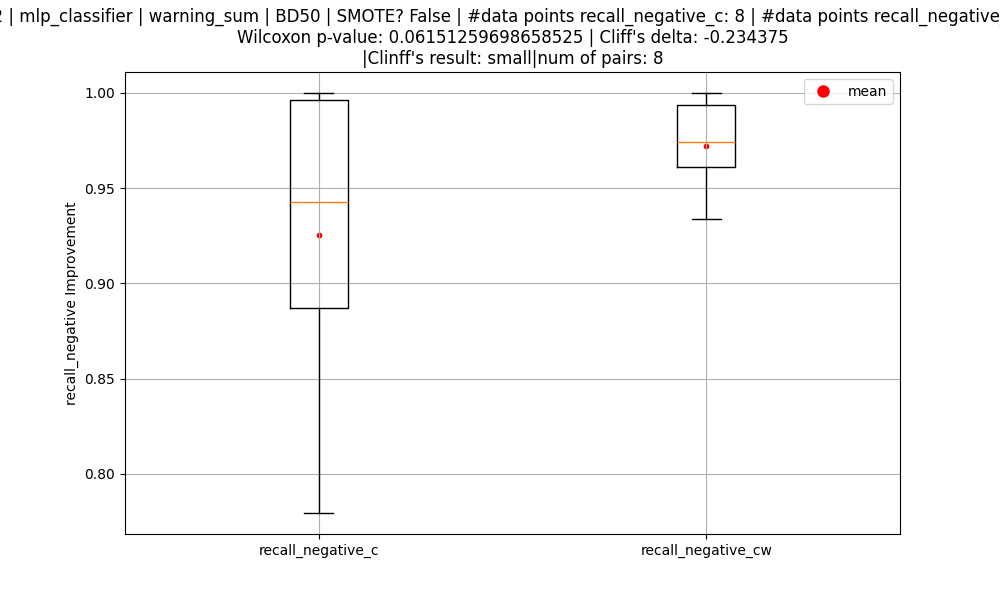 | mlp_classifier | warning_sum | BD50 | SMOTE? False | #data points recall_negative_c: 8 | #data points recall_negative
Wilcoxon p-value: 0.06151259698658525 | Cliff's delta: -0.234375
|Clinff's result: small|num of pairs: 8
mean
1.00
0.95
0.90
0.85
0.80
recall_negative Improvement
recall_negative_c
recall_negative_cw